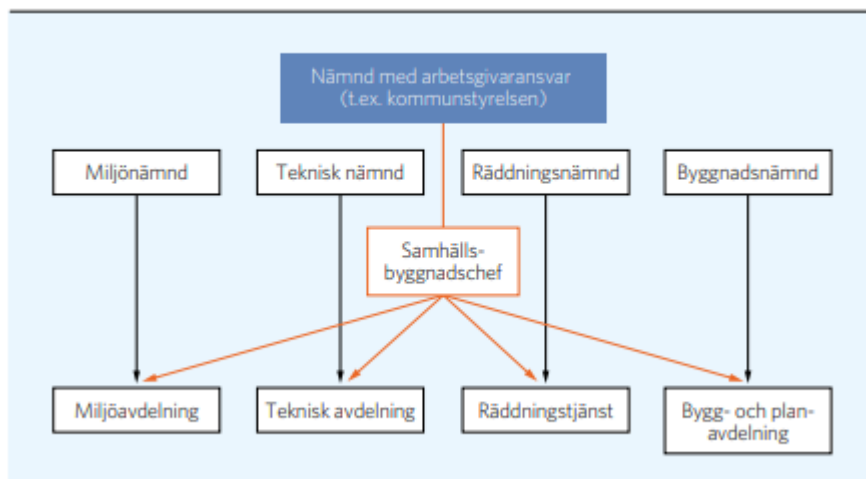 Nämnd med arbetsgivaransvar
(t.ex. kommunstyrelsen)
Miljönämnd
Teknisk nämnd
Räddningsnämnd
Byggnadsnämnd
Samhälls-
byggnadschef
Miljöavdelning
Teknisk avdelning
Räddningstjänst
Bygg- och plan-
avdelning